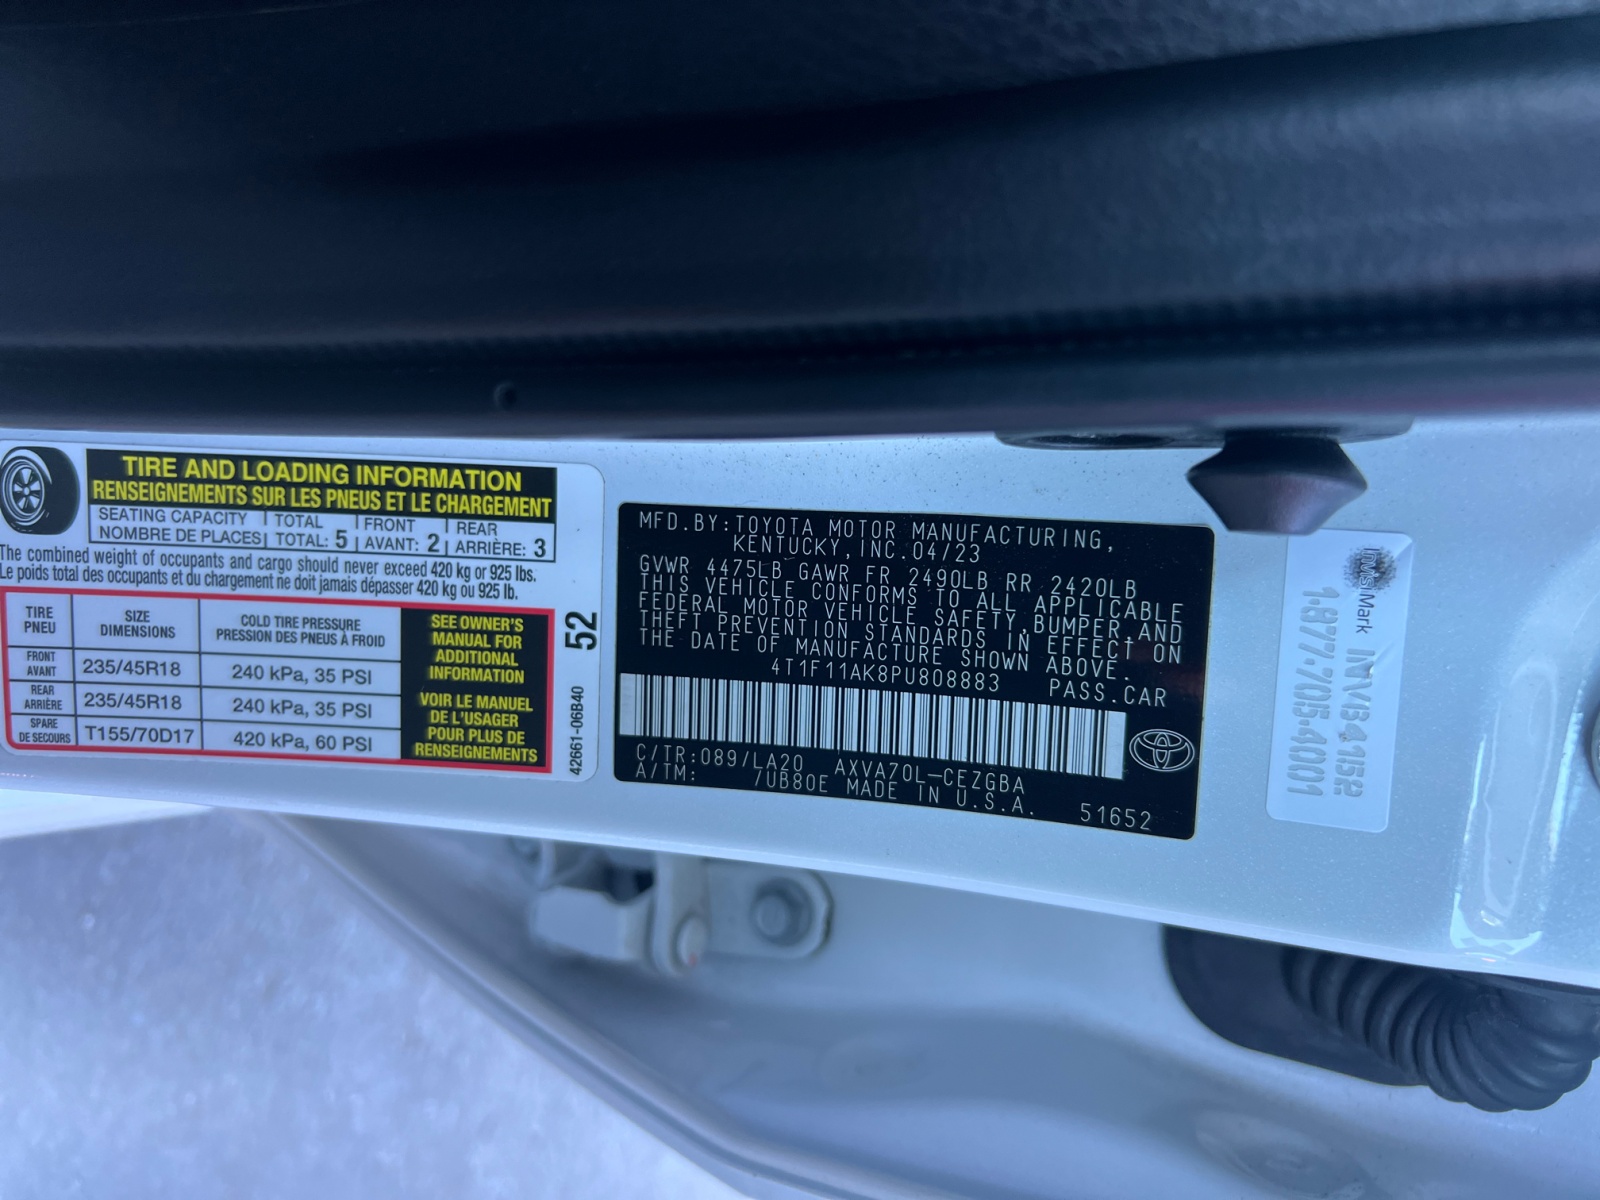 TIRE AND LOADING INFORMATION
RENSEIGNEMENTS SUR LES PNEUS ET LE CHARGEMENT
SEATING CAPACITY TOTAL FRONT REAR
NOMBRE DE PLACES TOTAL: 5 AVANT: 2 ARRIÈRE: 3
The combined weight of occupants and cargo should never exceed 420 kg or 925 lbs.
Le poids total des occupants et du chargement ne doit jamais dépasser 420 kg ou 925 lb.
TIRE SIZE COLD TIRE PRESSURE
PNEU DIMENSIONS PRESSION DES PNEUS À FROID
FRONT
AVANT 235/45R18 240 kPa, 35 PSI
REAR
ARRIÈRE 235/45R18 240 kPa, 35 PSI
SPARE
DE SECOURS T155/70D17 420 kPa, 60 PSI
SEE OWNER'S
MANUAL FOR
ADDITIONAL
INFORMATION
VOIR LE MANUEL
DE L'USAGER
POUR PLUS DE
RENSEIGNEMENTS
52
42661-06B40
MFD.BY:TOYOTA MOTOR MANUFACTURING,
KENTUCKY,INC.04/23
GVWR 4475LB GAWR FR 2490LB RR 2420LB
THIS VEHICLE CONFORMS TO ALL APPLICABLE
FEDERAL MOTOR VEHICLE SAFETY,BUMPER,AND
THEFT PREVENTION STANDARDS IN EFFECT ON
THE DATE OF MANUFACTURE SHOWN ABOVE.
4T1F11AK8PU808883 PASS.CAR
C/TR:089/LA20 AXVA70L-CEZGBA
A/TM: 7UB80E MADE IN U.S.A. 51652
InvisiMark
1-877-705-4001